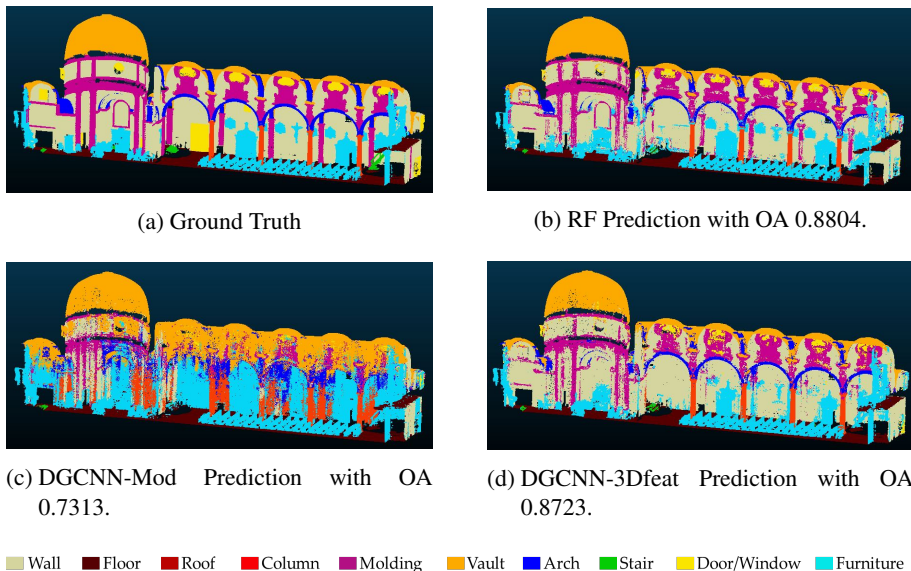 (a) Ground Truth
(b) RF Prediction with OA 0.8804.
(c) DGCNN-Mod Prediction with OA
0.7313.
(d) DGCNN-3Dfeat Prediction with OA
0.8723.
Wall Floor Roof Column Molding Vault Arch Stair Door/Window Furniture